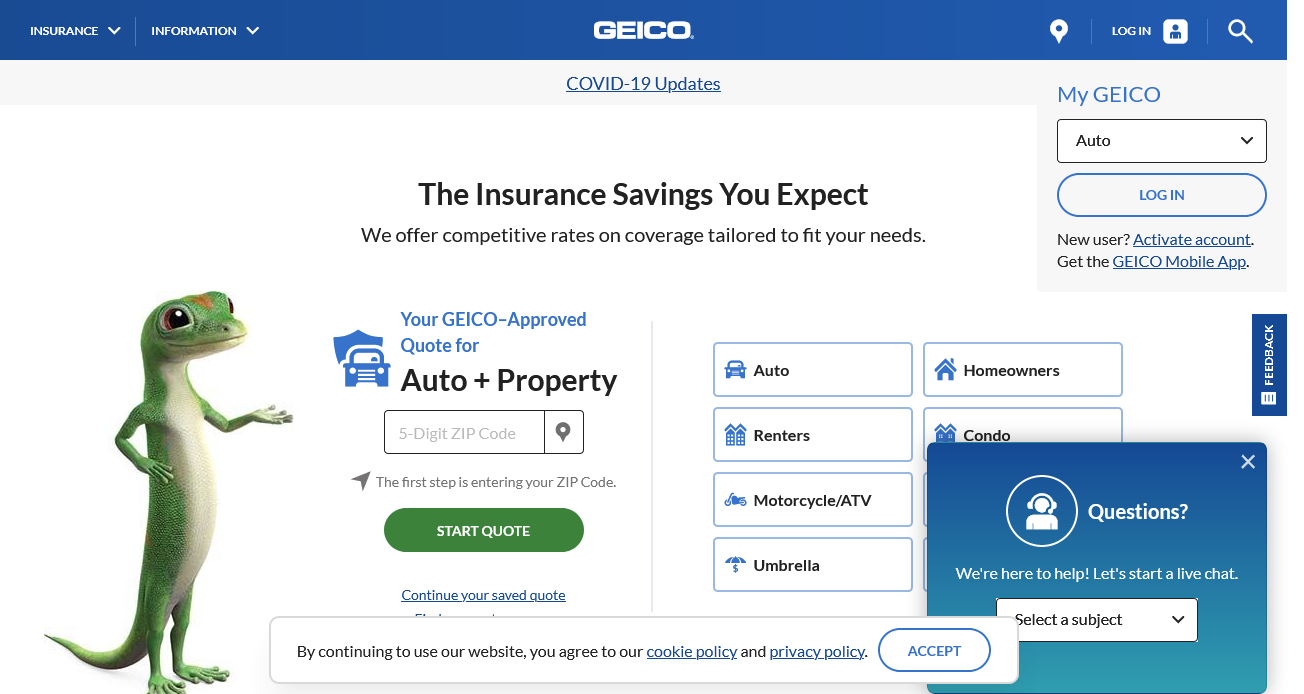 INSURANCE
INFORMATION
GEICO
LOG IN
COVID-19 Updates
My GEICO
Auto
LOG IN
New user? Activate account.
Get the GEICO Mobile App.
The Insurance Savings You Expect
We offer competitive rates on coverage tailored to fit your needs.
Your GEICO–Approved
Quote for
Auto + Property
5-Digit ZIP Code
The first step is entering your ZIP Code.
START QUOTE
Continue your saved quote
Auto
Homeowners
Renters
Condo
Motorcycle/ATV
Umbrella
FEEDBACK
Questions?
We're here to help! Let's start a live chat.
Select a subject
By continuing to use our website, you agree to our cookie policy and privacy policy.
ACCEPT